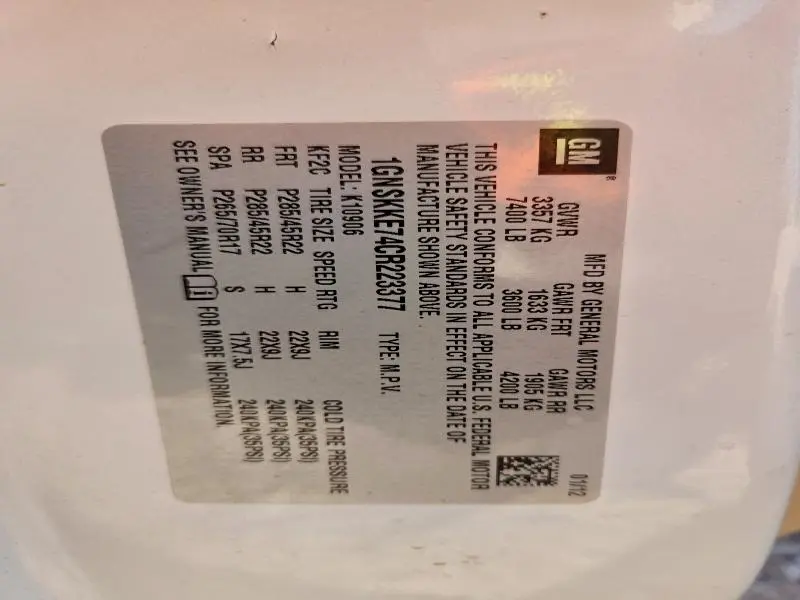 GM®
MFD BY GENERAL MOTORS LLC 01/12
GVWR GAWR FRT GAWR RR
3357 KG 1633 KG 1905 KG
7400 LB 3600 LB 4200 LB
THIS VEHICLE CONFORMS TO ALL APPLICABLE U.S. FEDERAL MOTOR
VEHICLE SAFETY STANDARDS IN EFFECT ON THE DATE OF
MANUFACTURE SHOWN ABOVE.
1GNSKKE74CR223377 TYPE: M.P.V.
MODEL: K10906
KF2C TIRE SIZE SPEED RTG RIM COLD TIRE PRESSURE
FRT P285/45R22 H 22X9J 240KPA(35PSI)
RR P285/45R22 H 22X9J 240KPA(35PSI)
SPA P265/70R17 S 17X7.5J 240KPA(35PSI)
SEE OWNER'S MANUAL FOR MORE INFORMATION.